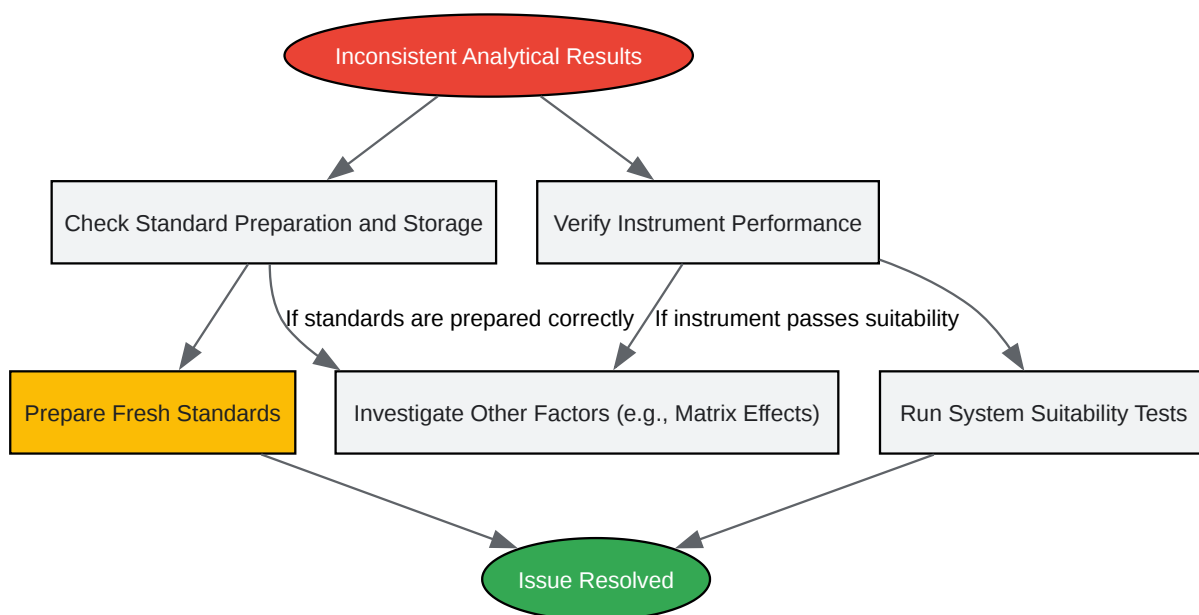 Inconsistent Analytical Results
Check Standard Preparation and Storage
Verify Instrument Performance
If standards are prepared correctly
If instrument passes suitability
Prepare Fresh Standards
Investigate Other Factors (e.g., Matrix Effects)
Run System Suitability Tests
Issue Resolved